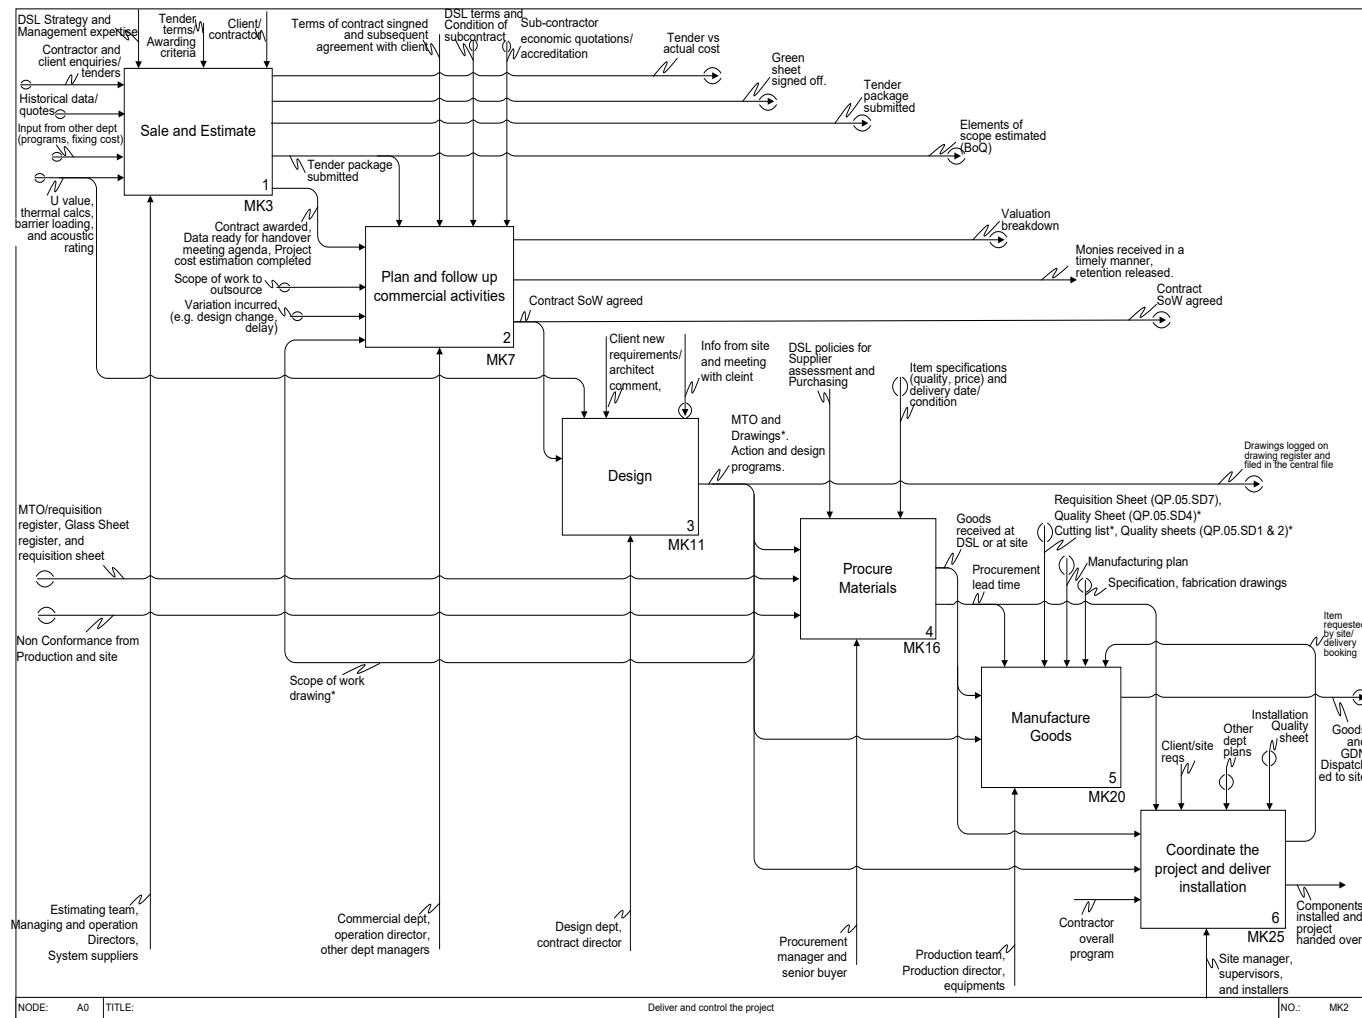 DSL Strategy and
Management expertise
Tender
terms/
Awarding
criteria
Client/
contractor
Terms of contract singned
and subsequent
agreement with client
DSL terms and
Condition of
subcontract
Sub-contractor
economic quotations/
accreditation
Tender vs
actual cost
Green
sheet
signed off.
Tender
package
submitted
Elements of
scope estimated
(BoQ)
Contractor and
client enquiries/
tenders
Historical data/
quotes
Input from other dept
(programs, fixing cost)
U value,
thermal calcs,
barrier loading,
and acoustic
rating
Sale and Estimate
1
MK3
Tender package
submitted
Contract awarded,
Data ready for handover
meeting agenda, Project
cost estimation completed
Scope of work to
outsource
Variation incurred
(e.g. design change,
delay)
Plan and follow up
commercial activities
2
MK7
Valuation
breakdown
Monies received in a
timely manner,
retention released.
Contract
SoW agreed
Contract SoW agreed
Client new
requirements/
architect
comment,
Info from site
and meeting
with cleint
DSL policies for
Supplier
assessment and
Purchasing
Item specifications
(quality, price) and
delivery date/
condition
Design
3
MK11
MTO and
Drawings*.
Action and design
programs.
Drawings logged on
drawing register and
filed in the central file
MTO/requisition
register, Glass Sheet
register, and
requisition sheet
Non Conformance from
Production and site
Scope of work
drawing*
Procure
Materials
4
MK16
Goods
received at
DSL or at site
Procurement
lead time
Requisition Sheet (QP.05.SD7),
Quality Sheet (QP.05.SD4)*
Cutting list*, Quality sheets (QP.05.SD1 & 2)*
Manufacturing plan
Specification, fabrication drawings
Item
requested
by site/
delivery
booking
Manufacture
Goods
5
MK20
Goods
and
GDN
Dispatch
ed to site
Client/site
reqs
Other
dept
plans
Installation
Quality
sheet
Coordinate the
project and deliver
installation
6
MK25
Components
installed and
project
handed over
Contractor
overall
program
Estimating team,
Managing and operation
Directors,
System suppliers
Commercial dept,
operation director,
other dept managers
Design dept,
contract director
Procurement
manager and
senior buyer
Production team,
Production director,
equipments
Site manager,
supervisors,
and installers
NODE: A0 TITLE: Deliver and control the project NO.: MK2